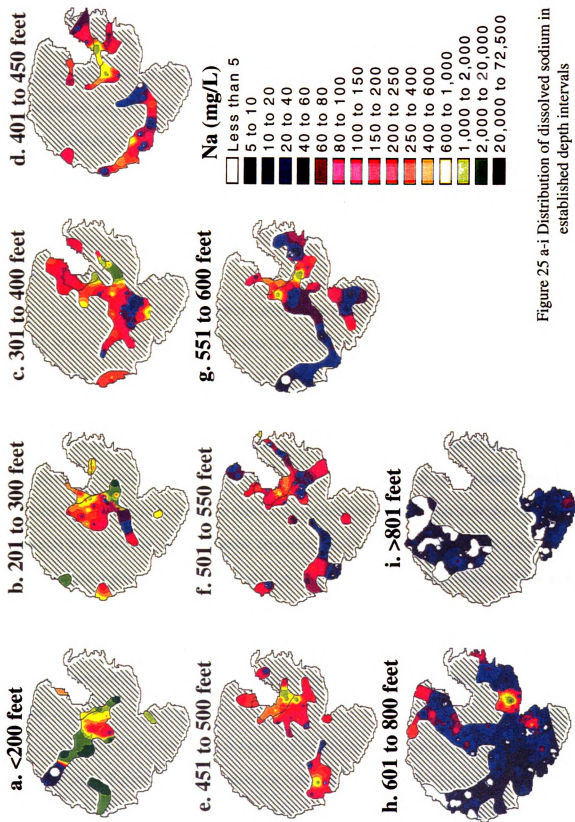 a. <200 feet
b. 201 to 300 feet
c. 301 to 400 feet
d. 401 to 450 feet
e. 451 to 500 feet
f. 501 to 550 feet
g. 551 to 600 feet
h. 601 to 800 feet
i. >801 feet
Na (mg/L)
Less than 5
5 to 10
10 to 20
20 to 40
40 to 60
60 to 80
80 to 100
100 to 150
150 to 200
200 to 250
250 to 400
400 to 600
600 to 1,000
1,000 to 2,000
2,000 to 20,000
20,000 to 72,500
Figure 25 a-i Distribution of dissolved sodium in
established depth intervals